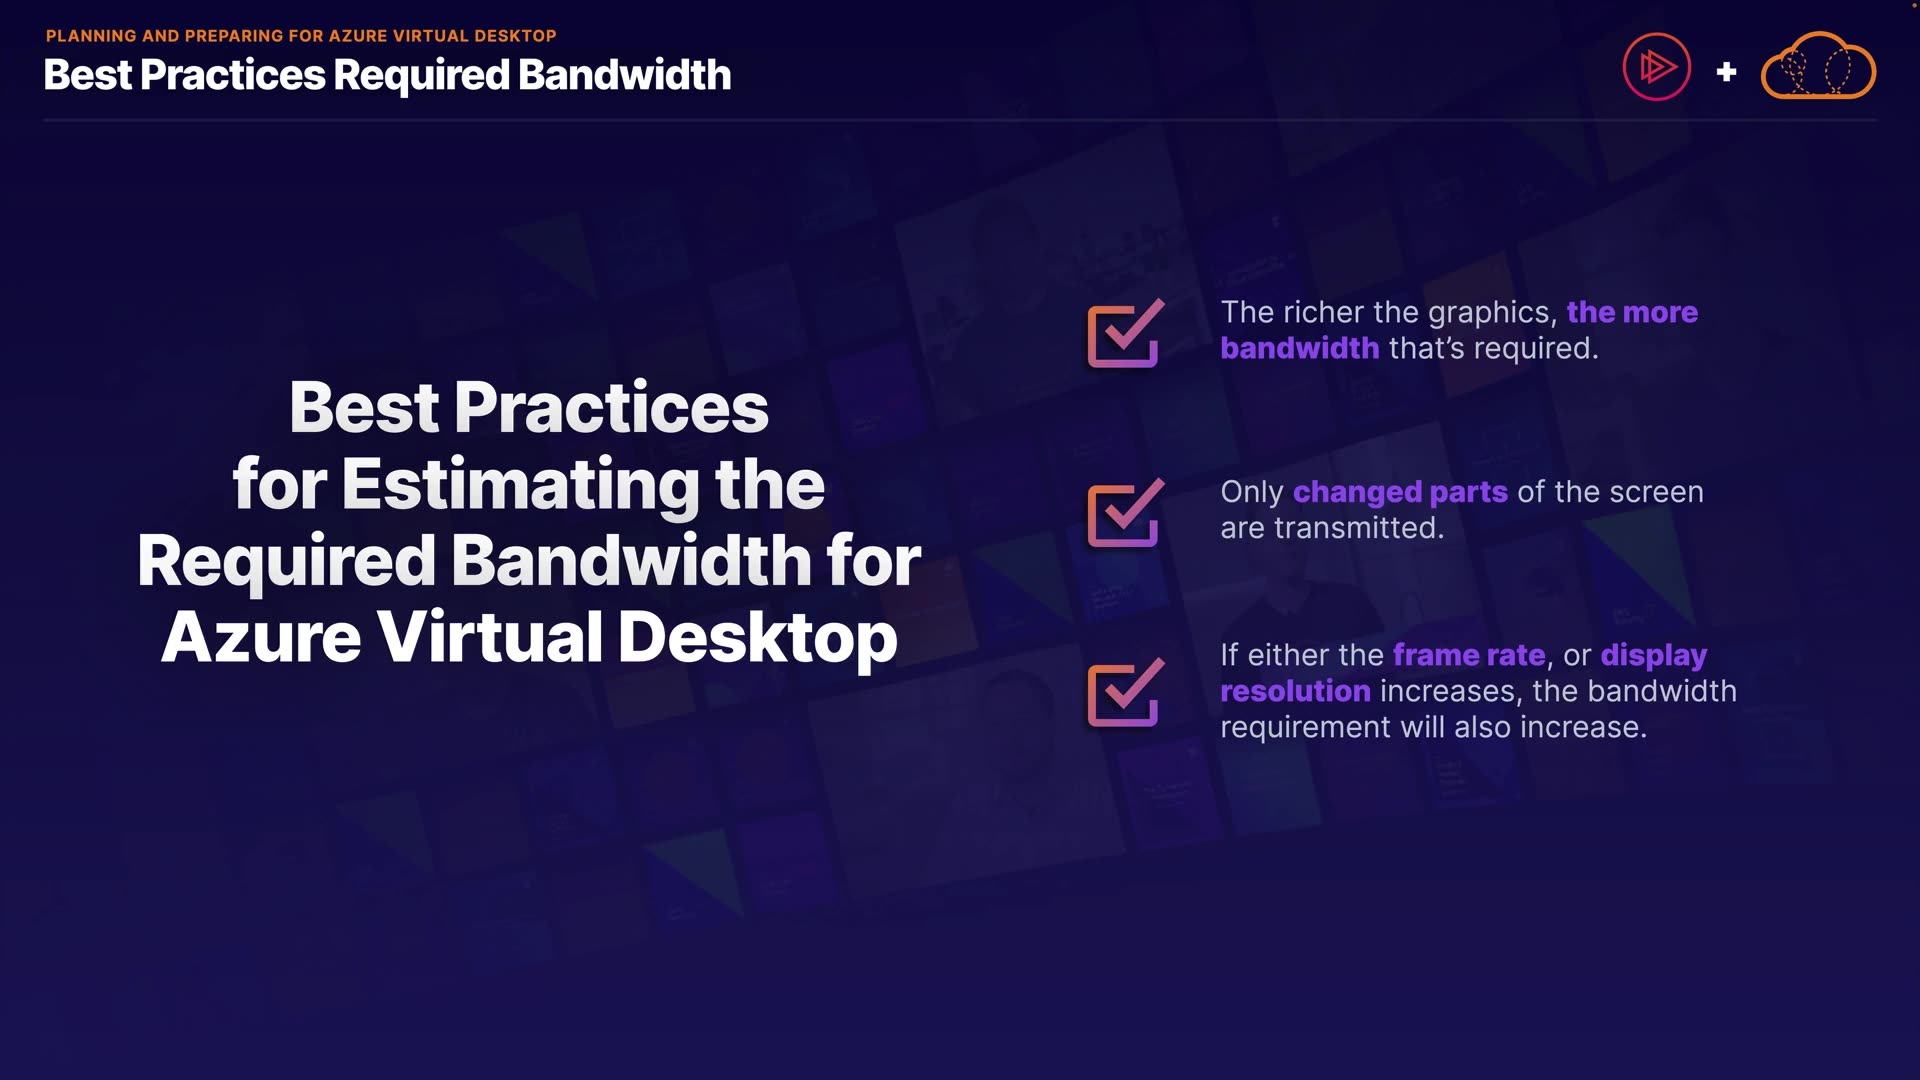 PLANNING AND PREPARING FOR AZURE VIRTUAL DESKTOP
Best Practices Required Bandwidth
+
Best Practices
for Estimating the
Required Bandwidth for
Azure Virtual Desktop
The richer the graphics, the more
bandwidth that’s required.
Only changed parts of the screen
are transmitted.
If either the frame rate, or display
resolution increases, the bandwidth
requirement will also increase.